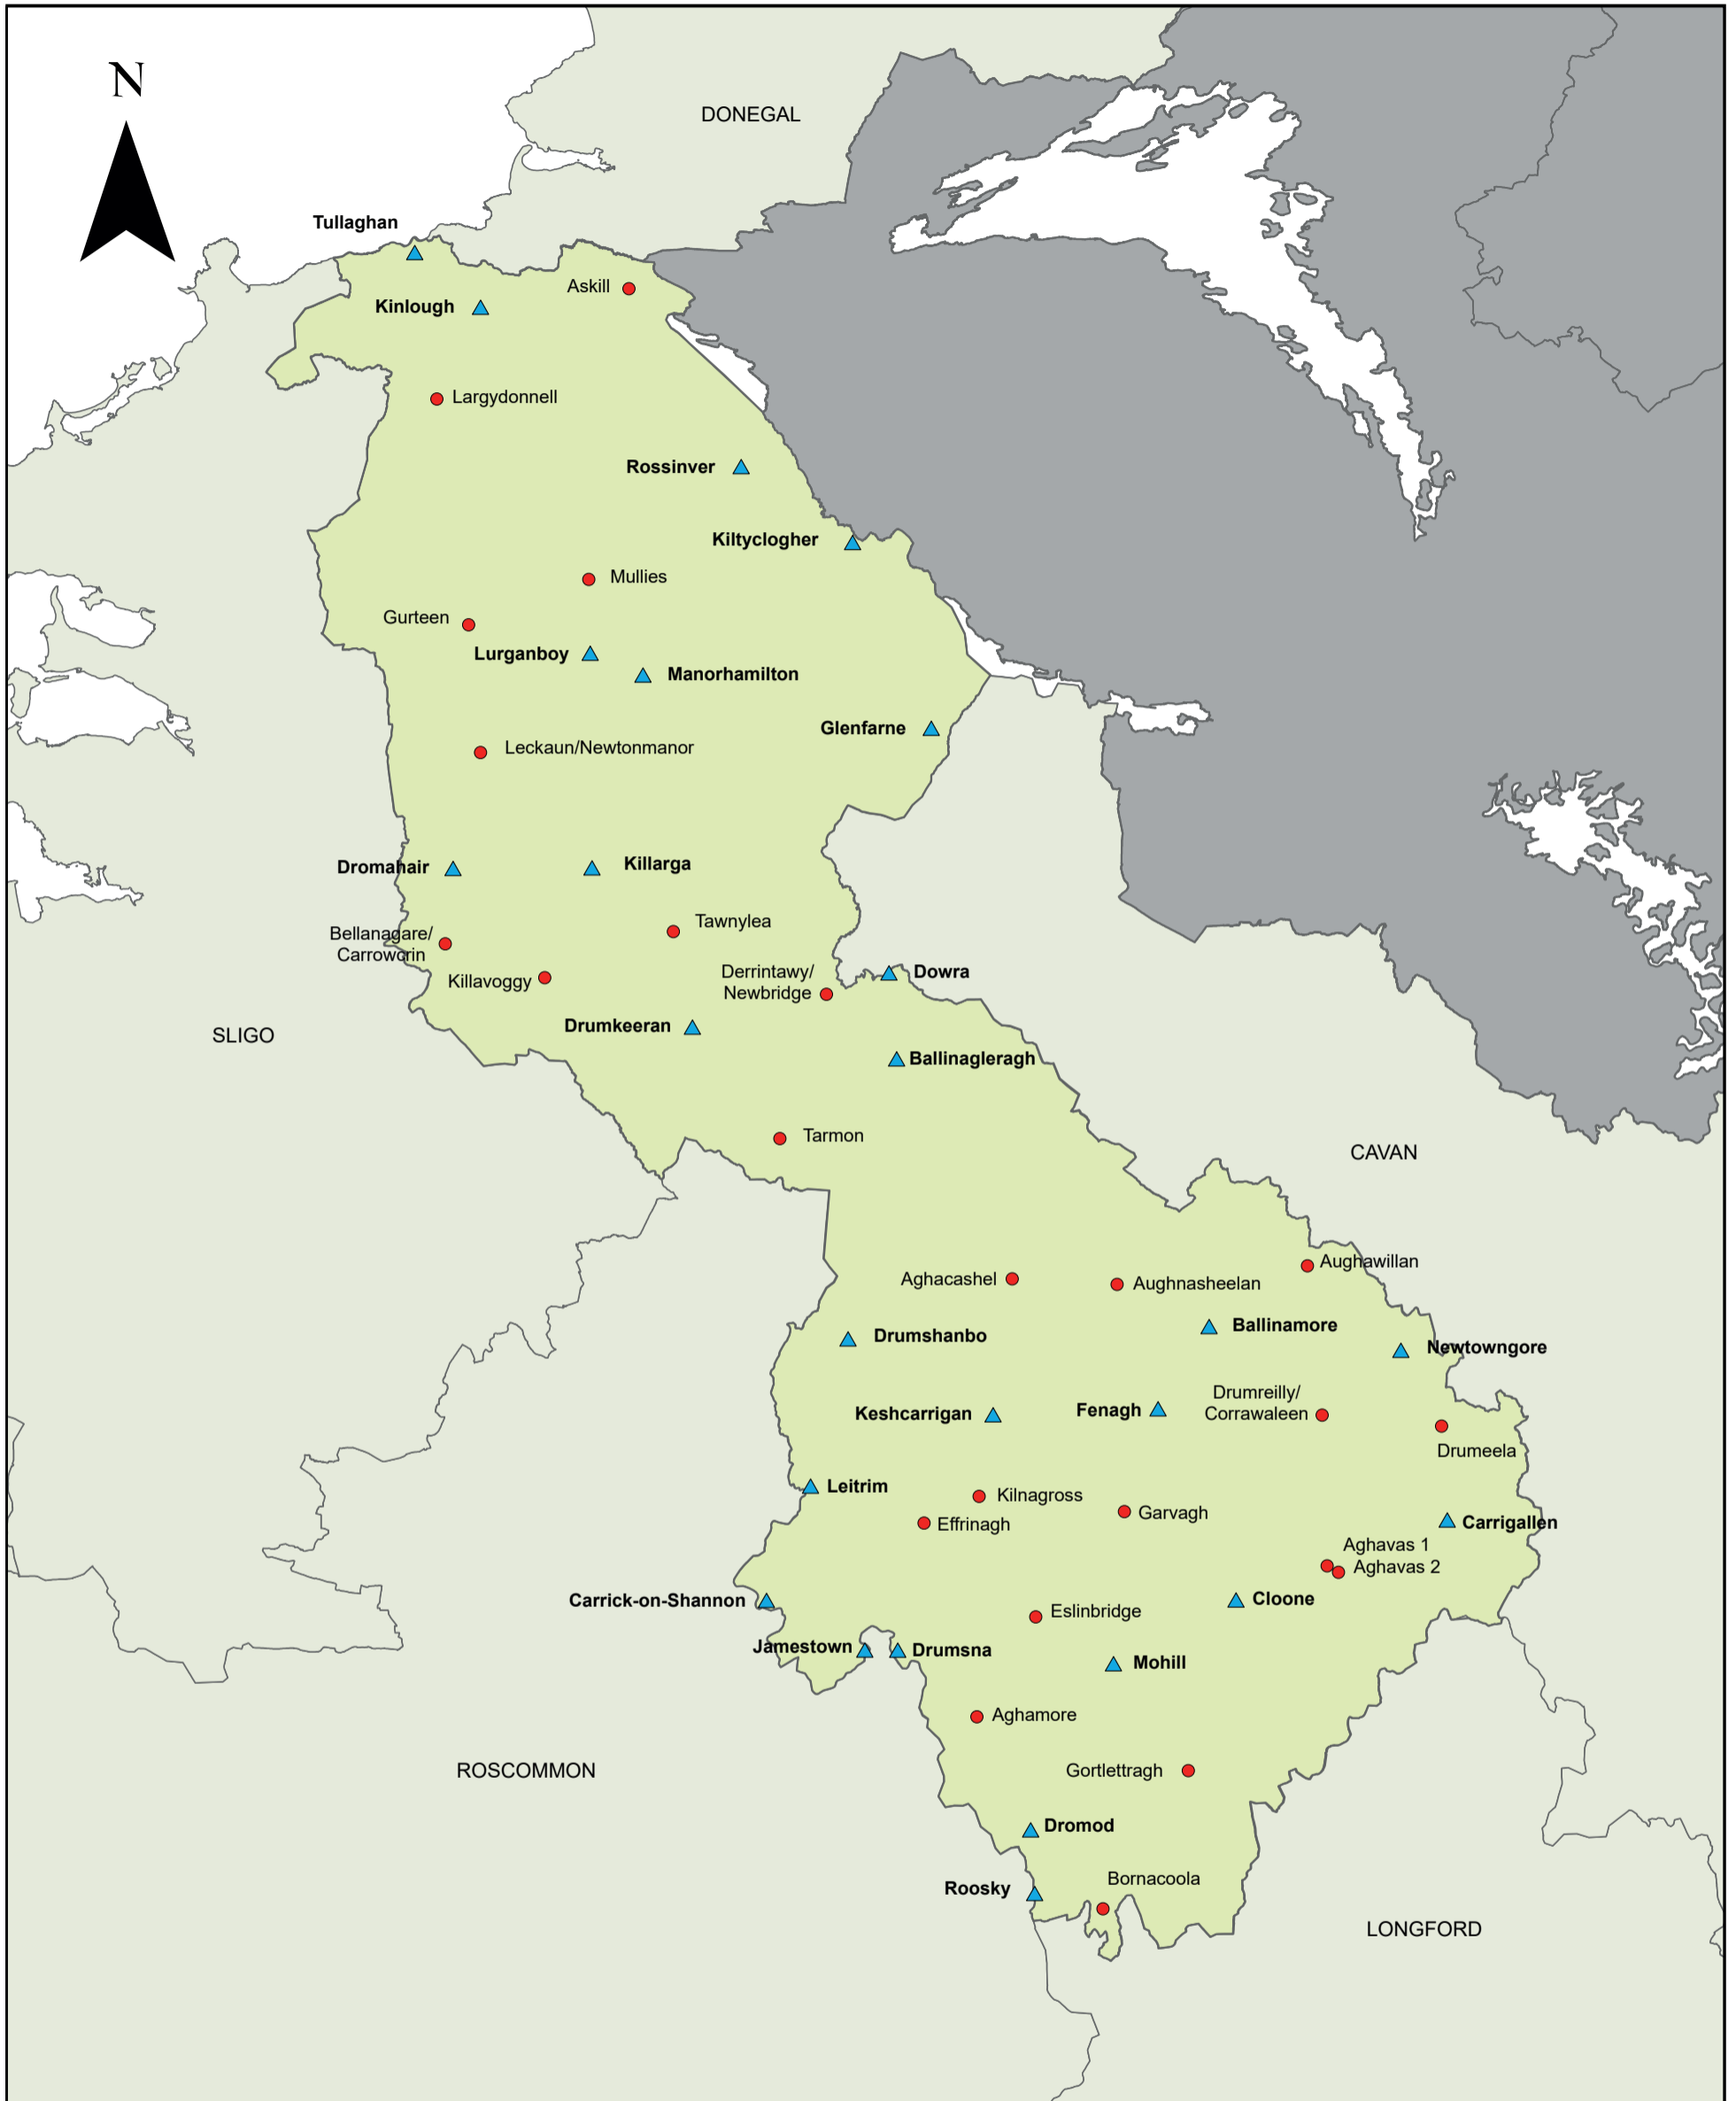 N
DONEGAL
Tullaghan
Askill
Kinlough
Largydonnell
Rossinver
Kiltyclogher
Mullies
Gurteen
Lurganboy
Manorhamilton
Glenfarne
Leckaun/Newtonmanor
Dromahair
Killarga
Tawnylea
Bellanagare/
Carrowcrin
Killavoggy
Derrintawy/
Newbridge
Dowra
SLIGO
Drumkeeran
Ballinagleragh
Tarmon
CAVAN
Aughawillan
Aghacashel
Aughnasheelan
Drumshanbo
Ballinamore
Newtowngore
Keshcarrigan
Fenagh
Drumreilly/
Corrawaleen
Drumeela
Leitrim
Kilnagross
Garvagh
Effrinagh
Carrigallen
Aghavas 1
Aghavas 2
Carrick-on-Shannon
Cloone
Eslinbridge
Jamestown
Drumsna
Mohill
Aghamore
ROSCOMMON
Gortlettragh
Dromod
Bornacoola
Roosky
LONGFORD